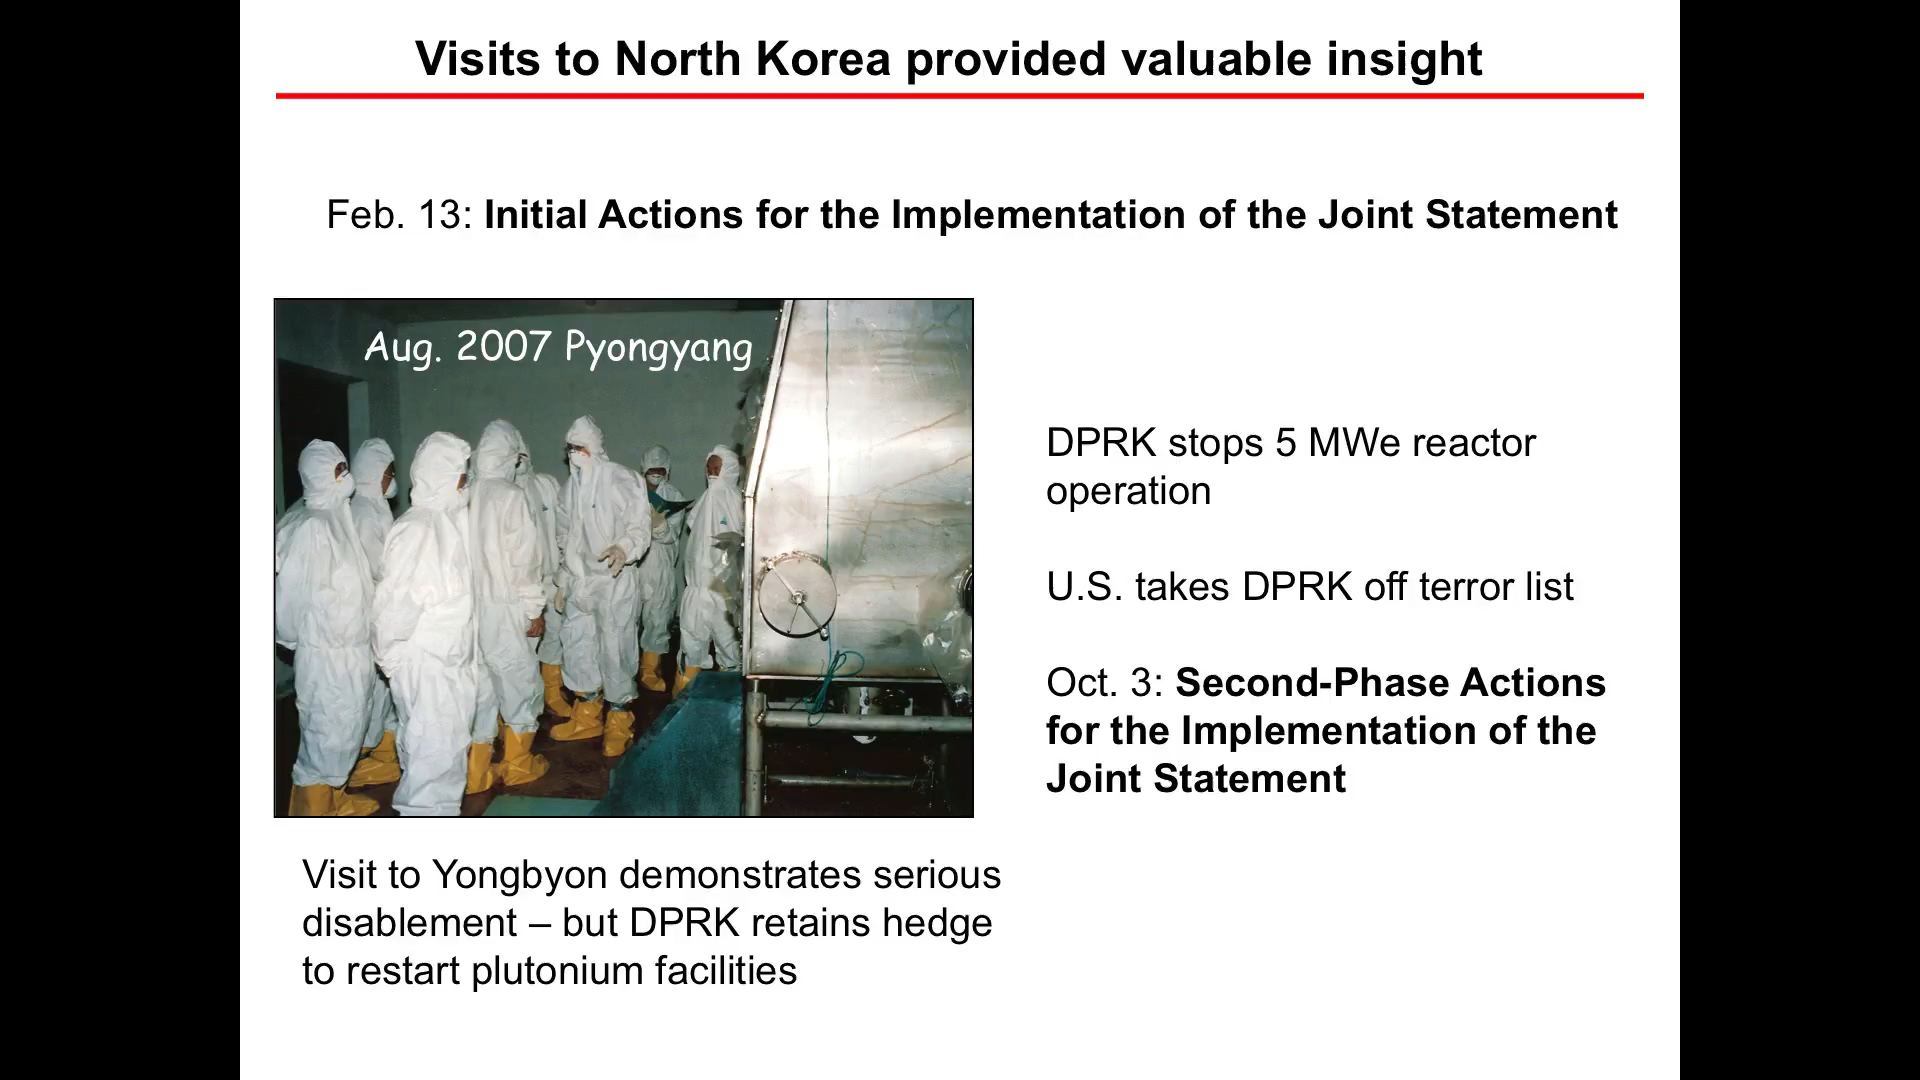 Visits to North Korea provided valuable insight
Feb. 13: Initial Actions for the Implementation of the Joint Statement
Aug. 2007 Pyongyang
DPRK stops 5 MWe reactor
operation
U.S. takes DPRK off terror list
Oct. 3: Second-Phase Actions
for the Implementation of the
Joint Statement
Visit to Yongbyon demonstrates serious
disablement – but DPRK retains hedge
to restart plutonium facilities